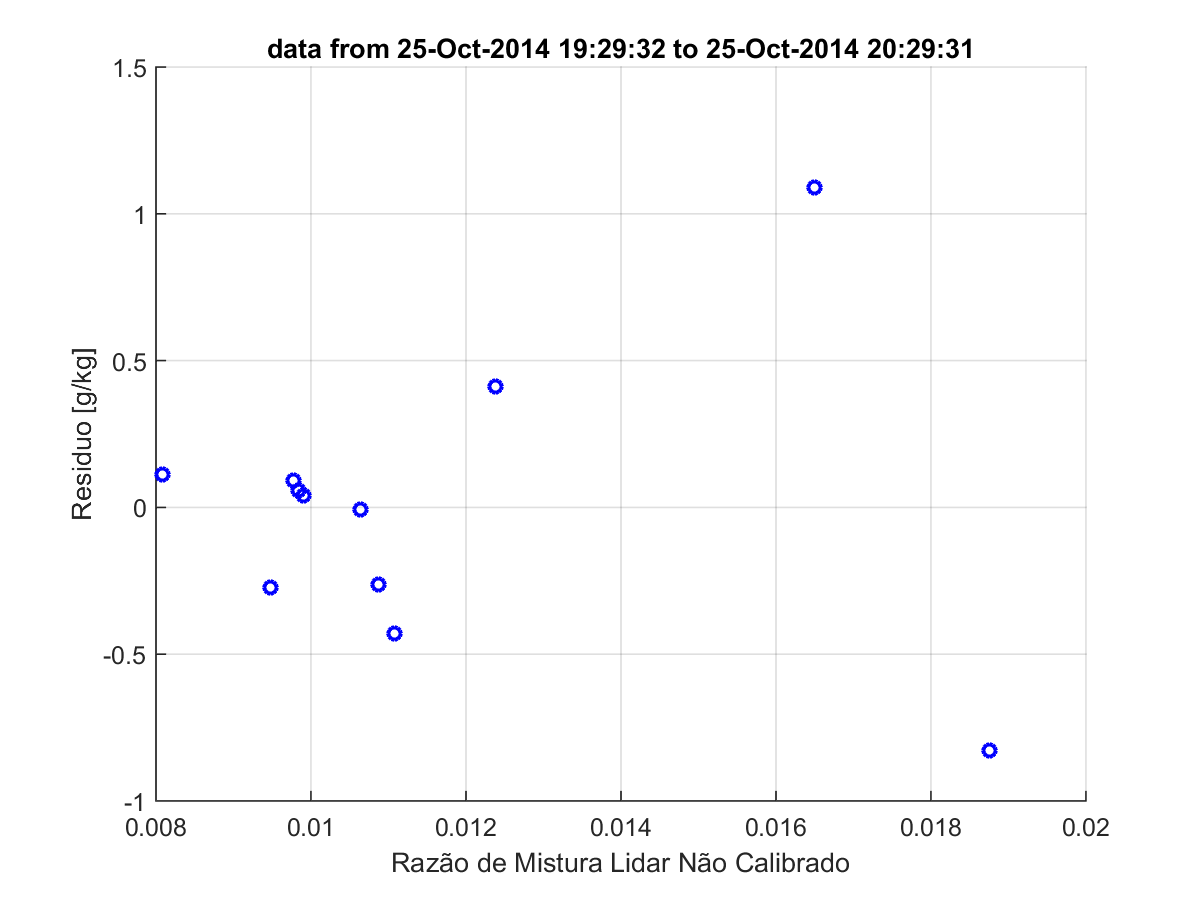 data from 25-Oct-2014 19:29:32 to 25-Oct-2014 20:29:31
1.5
1
0.5
0
-0.5
-1
Residuo [g/kg]
0.008 0.01 0.012 0.014 0.016 0.018 0.02
Razão de Mistura Lidar Não Calibrado